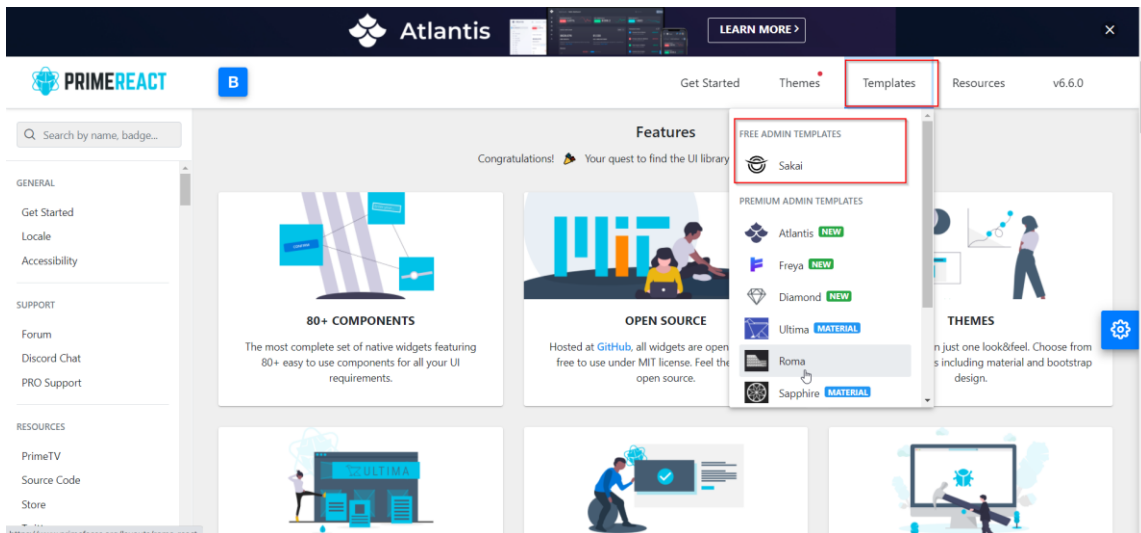 Atlantis
LEARN MORE >
×
PRIMEREACT
B
Get Started
Themes
Templates
Resources
v6.6.0
Search by name, badge...
GENERAL
Get Started
Locale
Accessibility
SUPPORT
Forum
Discord Chat
PRO Support
RESOURCES
PrimeTV
Source Code
Store
Features
Congratulations! Your quest to find the UI library
FREE ADMIN TEMPLATES
Sakai
PREMIUM ADMIN TEMPLATES
Atlantis NEW
Freya NEW
Diamond NEW
Ultima MATERIAL
Roma
Sapphire MATERIAL
80+ COMPONENTS
The most complete set of native widgets featuring
80+ easy to use components for all your UI
requirements.
MIT
OPEN SOURCE
Hosted at GitHub, all widgets are open
free to use under MIT license. Feel the
open source.
THEMES
n just one look&feel. Choose from
s including material and bootstrap
design.
ULTIMA